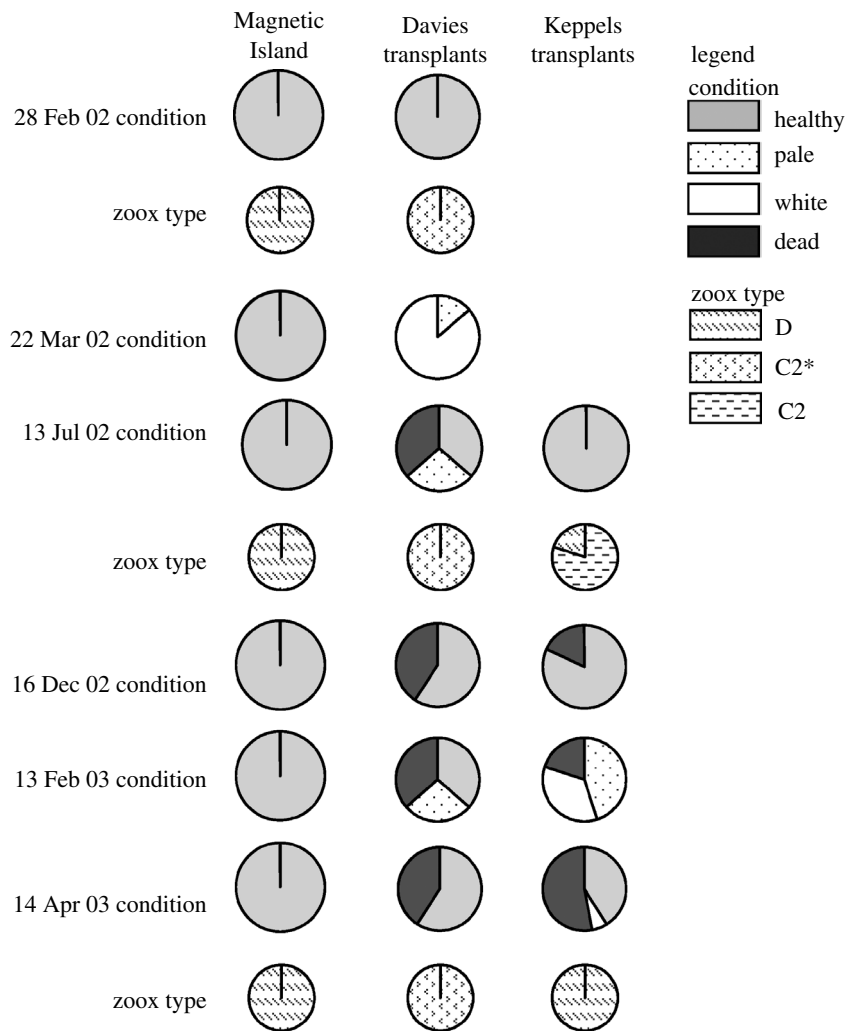 Magnetic
Island
Davies
transplants
Keppels
transplants
28 Feb 02 condition
zoox type
22 Mar 02 condition
13 Jul 02 condition
zoox type
16 Dec 02 condition
13 Feb 03 condition
14 Apr 03 condition
zoox type
legend
condition
healthy
pale
white
dead
zoox type
D
C2*
C2